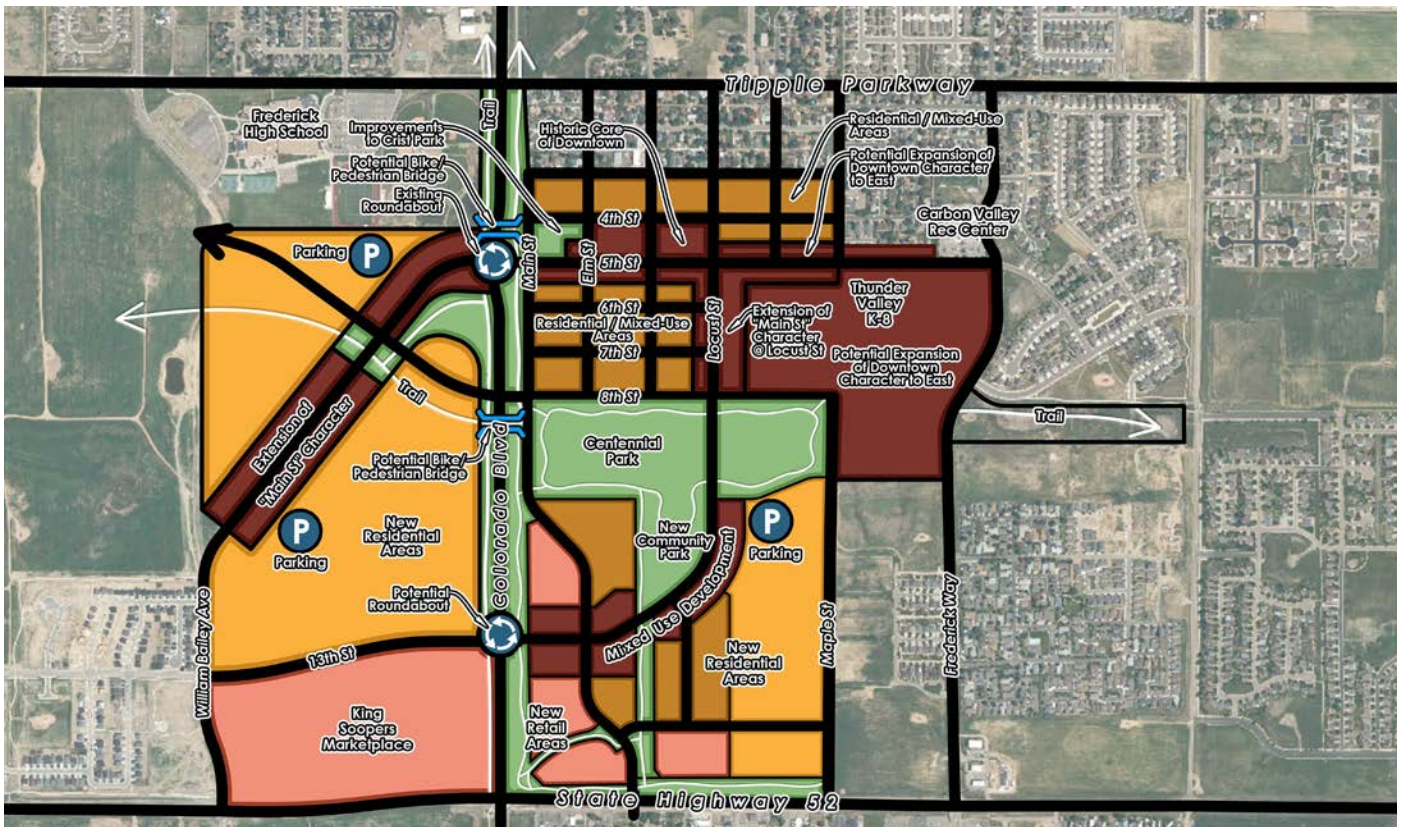 Tipple Parkway
Frederick
High School
Trail
Improvements
to Crist Park
Historic Core
of Downtown
Residential / Mixed-Use
Areas
Potential Bike/
Pedestrian Bridge
Potential Expansion of
Downtown Character
to East
Existing
Roundabout
4th St
Carbon Valley
Rec Center
P
Parking
Main St
Elm St
5th St
Thunder
Valley
K-8
6th St
Residential / Mixed-Use
Areas
Locust St
Extension of
"Main St"
Character
@ Locust St
7th St
Potential Expansion
of Downtown
Character to East
8th St
Trail
Trail
Extension of
"Main St" Character
Colorado Blvd
Centennial
Park
Potential Bike/
Pedestrian Bridge
P
Parking
New
Residential
Areas
New
Community
Park
P
Parking
Potential
Roundabout
Mixed Use Development
William Bailey Ave
13th St
Maple St
Frederick Way
New
Residential
Areas
King
Soopers
Marketplace
New
Retail
Areas
State Highway 52